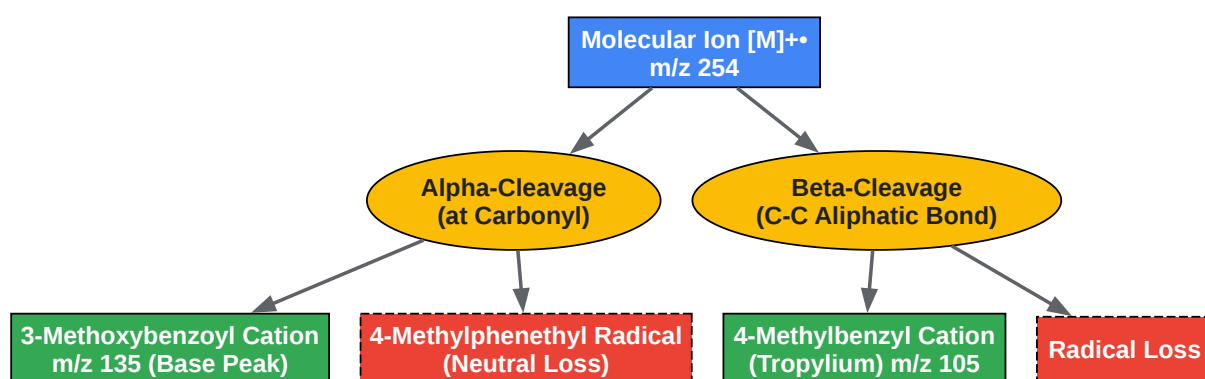 Molecular Ion [M]+•
m/z 254
Alpha-Cleavage
(at Carbonyl)
Beta-Cleavage
(C-C Aliphatic Bond)
3-Methoxybenzoyl Cation
m/z 135 (Base Peak)
4-Methylphenethyl Radical
(Neutral Loss)
4-Methylbenzyl Cation
(Tropylium) m/z 105
Radical Loss